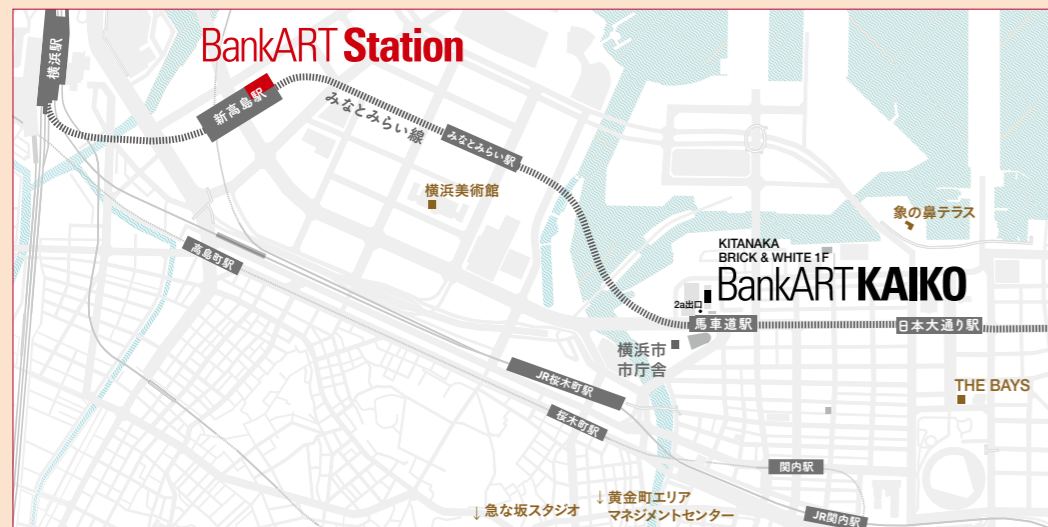 横浜駅
BankART Station
新高島駅
みなとみらい線
みなとみらい駅
横浜美術館
象の鼻テラス
高島町駅
KITANAKA
BRICK & WHITE 1F
BankART KAIKO
2a出口
馬車道駅
日本大通り駅
横浜市
市庁舎
JR桜木町駅
THE BAYS
桜木町駅
関内駅
↓急な坂スタジオ
↓黄金町エリア
マネジメントセンター
JR関内駅